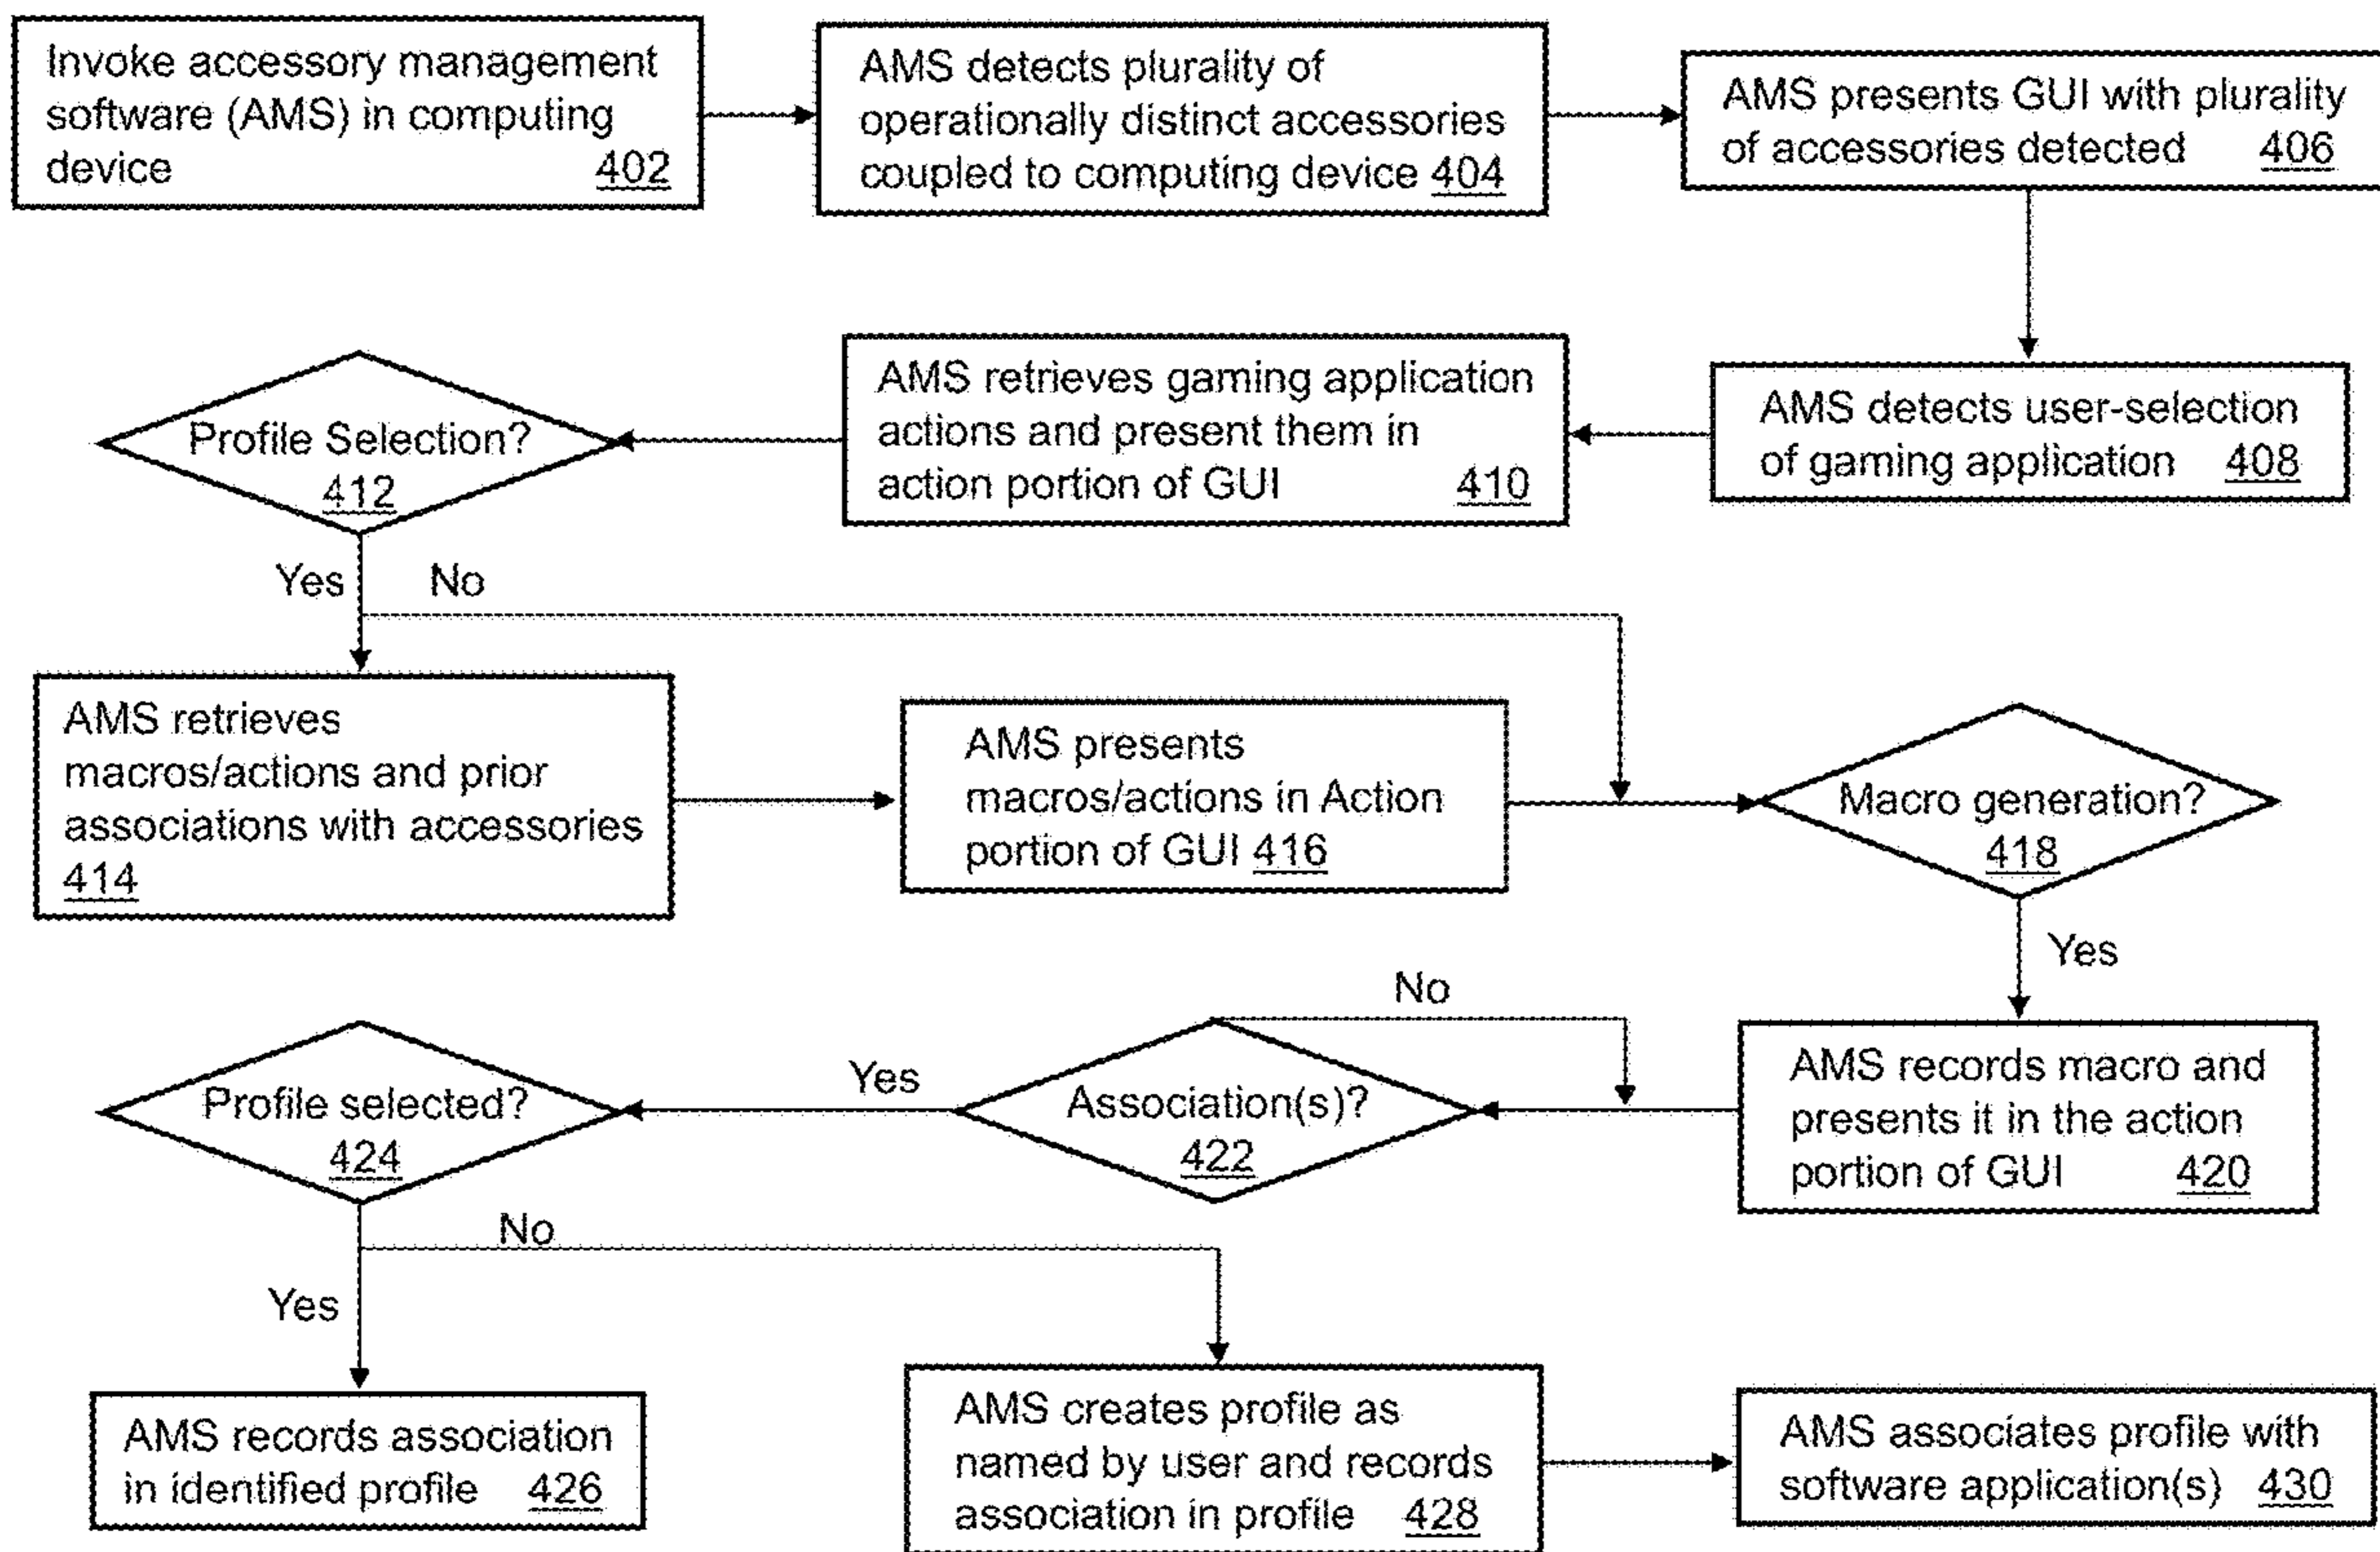 Invoke accessory management
software (AMS) in computing
device 402
AMS detects plurality of
operationally distinct accessories
coupled to computing device 404
AMS presents GUI with plurality
of accessories detected 406
AMS detects user-selection
of gaming application 408
AMS retrieves gaming application
actions and present them in
action portion of GUI 410
Profile Selection?
412
Yes
No
AMS retrieves
macros/actions and prior
associations with accessories
414
AMS presents
macros/actions in Action
portion of GUI 416
Macro generation?
418
Yes
AMS records macro and
presents it in the action
portion of GUI 420
No
Association(s)?
422
Yes
Profile selected?
424
No
Yes
AMS records association
in identified profile 426
AMS creates profile as
named by user and records
association in profile 428
AMS associates profile with
software application(s) 430